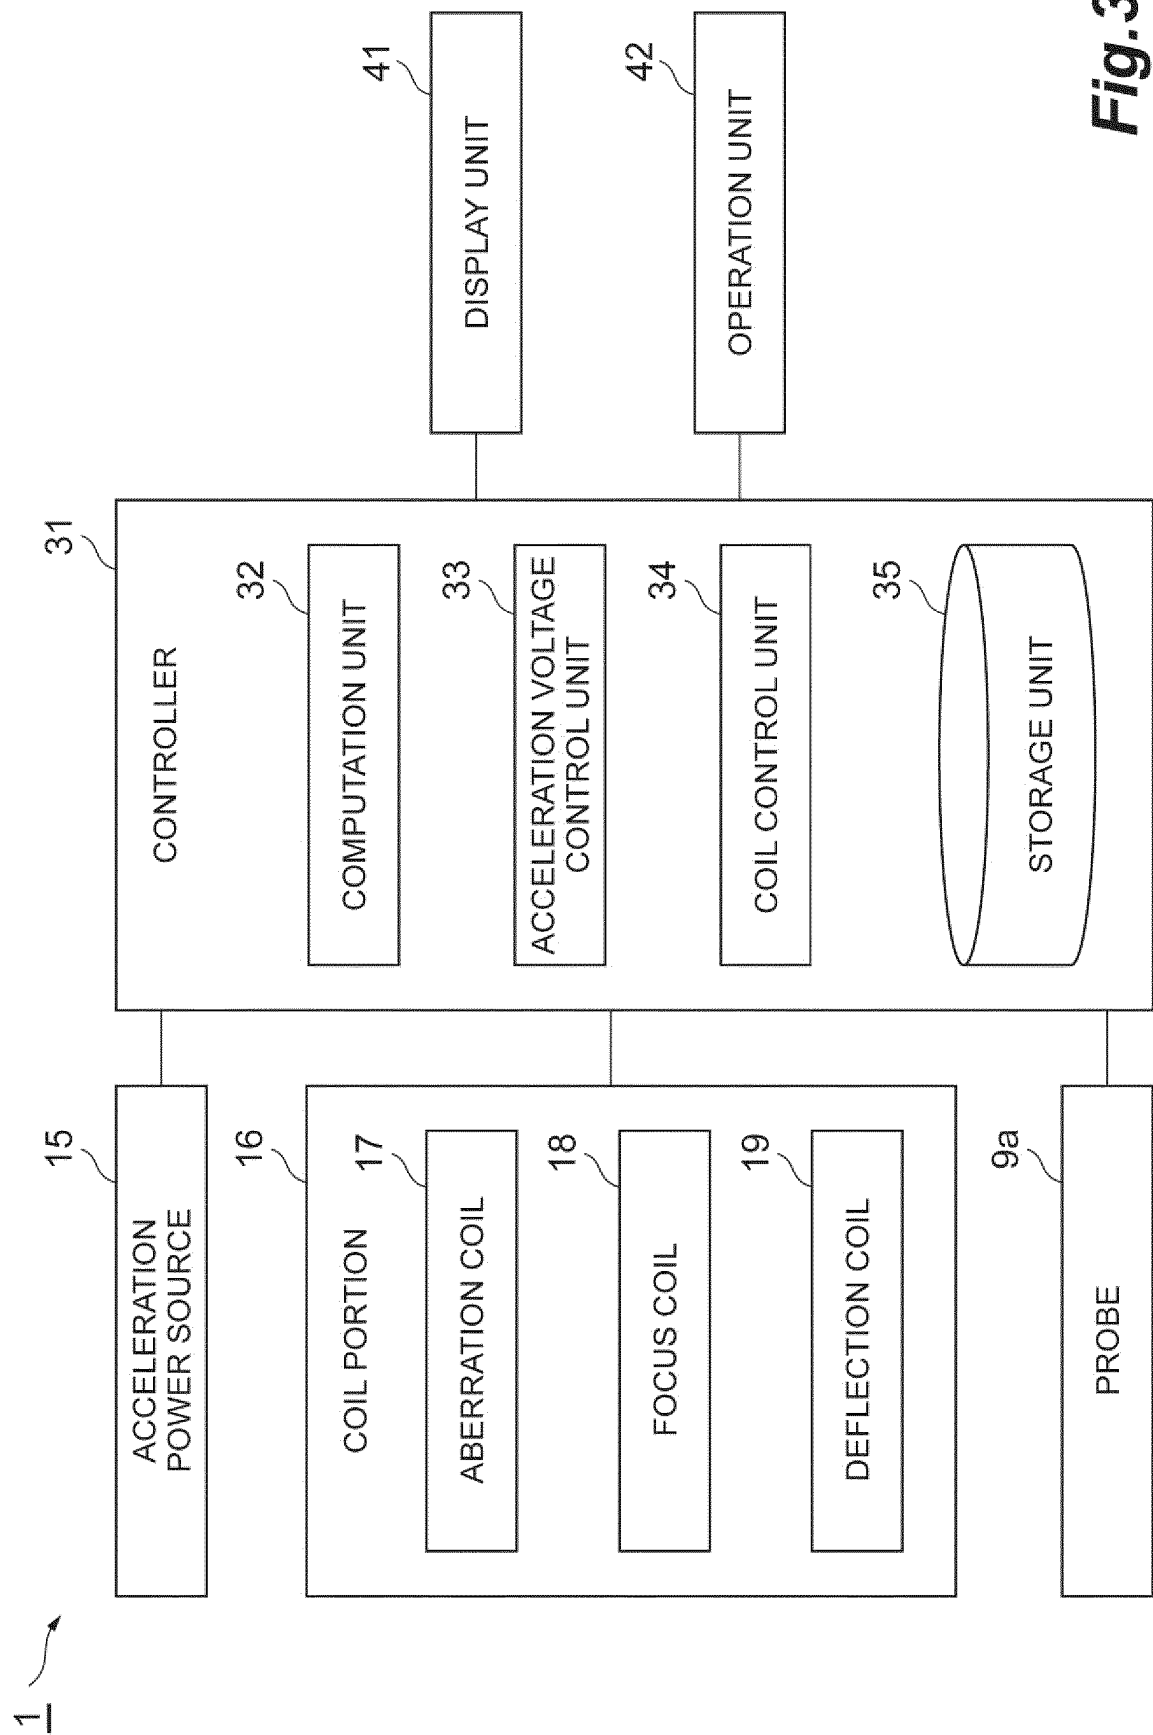 1
15
ACCELERATION
POWER SOURCE
16
COIL PORTION
17
ABERRATION COIL
18
FOCUS COIL
19
DEFLECTION COIL
9a
PROBE
31
CONTROLLER
32
COMPUTATION UNIT
33
ACCELERATION VOLTAGE
CONTROL UNIT
34
COIL CONTROL UNIT
35
STORAGE UNIT
41
DISPLAY UNIT
42
OPERATION UNIT
Fig.3